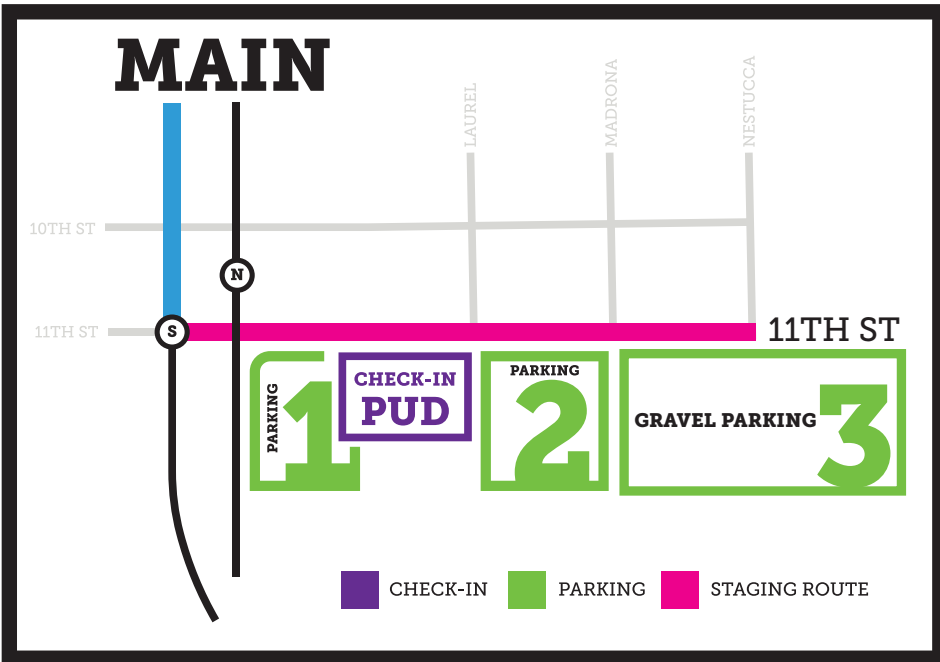 MAIN
LAUREL
MADRONA
NESTUCCA
10TH ST
N
11TH ST
S
11TH ST
PARKING
1
CHECK-IN
PUD
PARKING
2
GRAVEL PARKING
3
CHECK-IN
PARKING
STAGING ROUTE